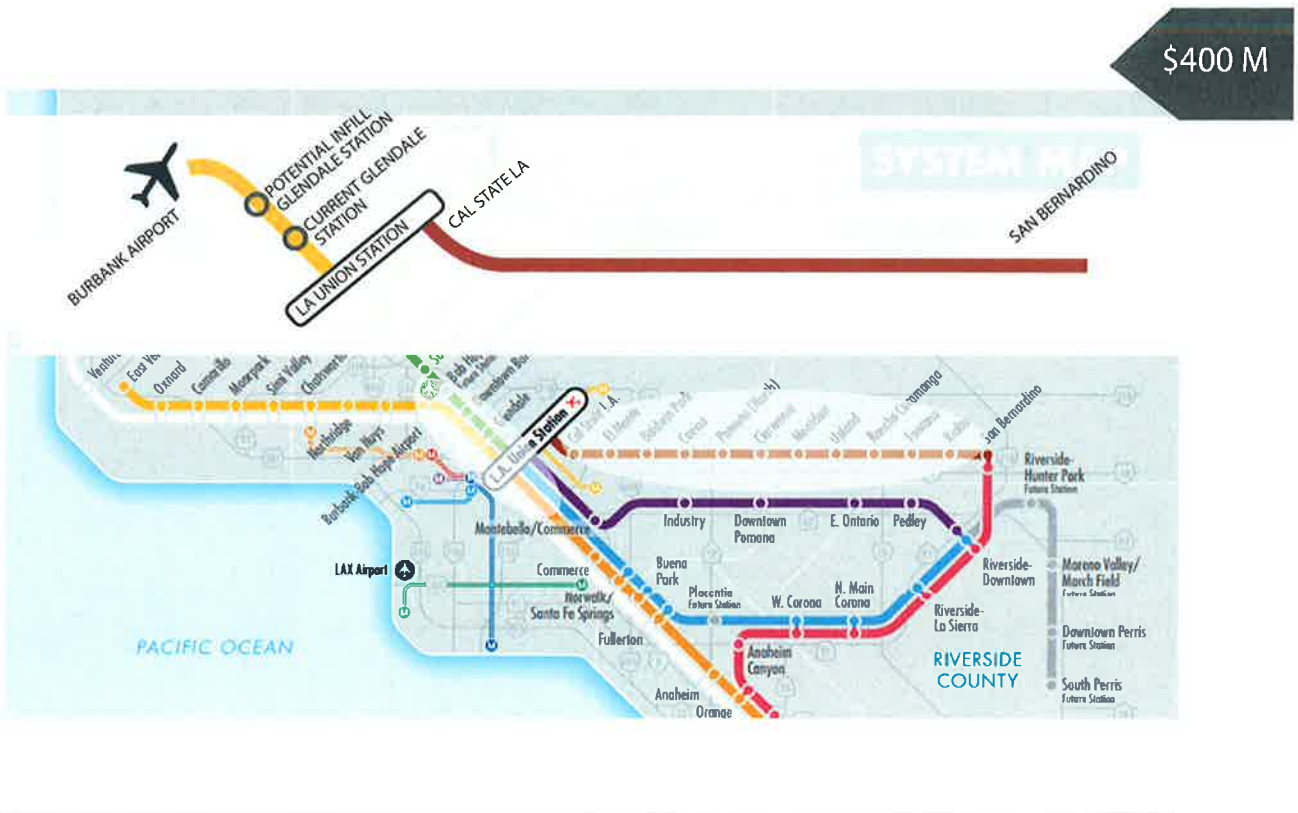 $400 M
SYSTEM MAP
BURBANK AIRPORT
POTENTIAL INFILL
GLENDALE STATION
CURRENT GLENDALE
STATION
LA UNION STATION
CAL STATE LA
SAN BERNARDINO
Oxnard
Camarillo
Moorpark
Simi Valley
Northridge
Van Nuys
Burbank-Bob Hope Airport
L.A. Union Station
Cal State L.A.
El Monte
Baldwin Park
Covina
Pomona (North)
Claremont
Montclair
Upland
Rancho Cucamonga
Fontana
Rialto
San Bernardino
Riverside-
Hunter Park
Future Station
Montebello/Commerce
Industry
Downtown
Pomona
E. Ontario
Pedley
LAX Airport
Commerce
Buena
Park
Norwalk/
Santa Fe Springs
Placentia
Future Station
W. Corona
N. Main
Corona
Riverside-
Downtown
Moreno Valley/
March Field
Future Station
Fullerton
Riverside-
La Sierra
Downtown Perris
Future Station
PACIFIC OCEAN
Anaheim
Canyon
RIVERSIDE
COUNTY
South Perris
Future Station
Anaheim
Orange